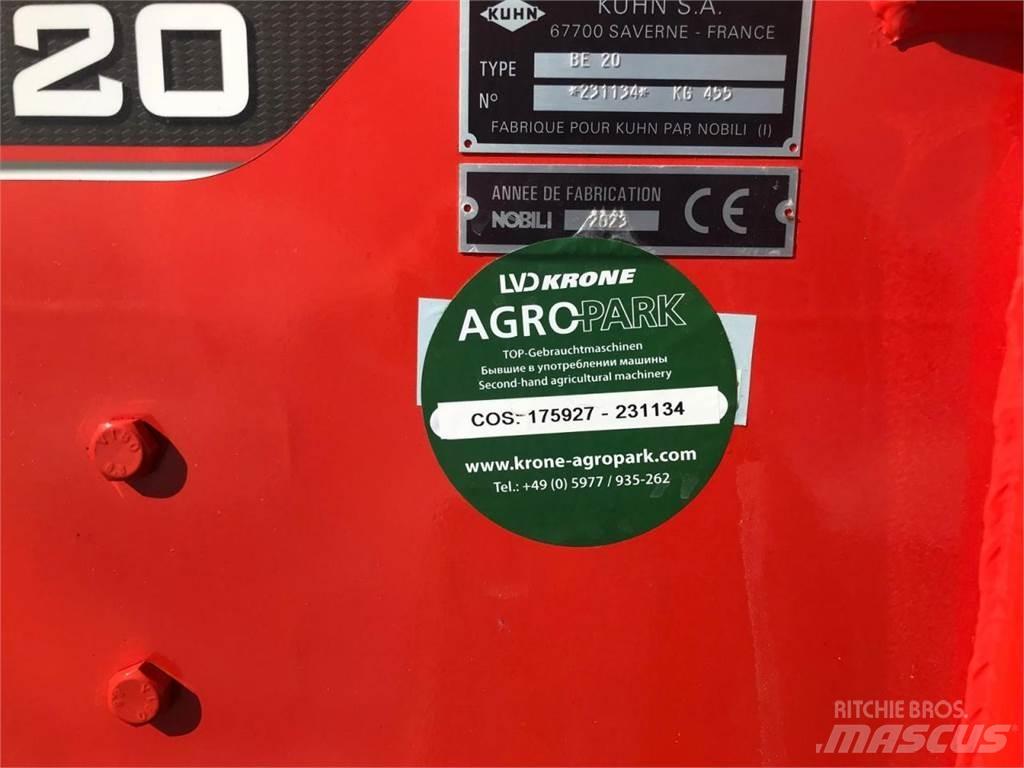 20
KUHN
KUHN S.A.
67700 SAVERNE - FRANCE
TYPE BE 20
N° *231134* KG 455
FABRIQUE POUR KUHN PAR NOBILI (I)
ANNEE DE FABRICATION
NOBILI 2023
CE
LVD KRONE
AGROPARK
TOP-Gebrauchtmaschinen
Бывшие в употреблении машины
Second-hand agricultural machinery
COS: 175927 - 231134
www.krone-agropark.com
Tel.: +49 (0) 5977 / 935-262
RITCHIE BROS.
MASCUS